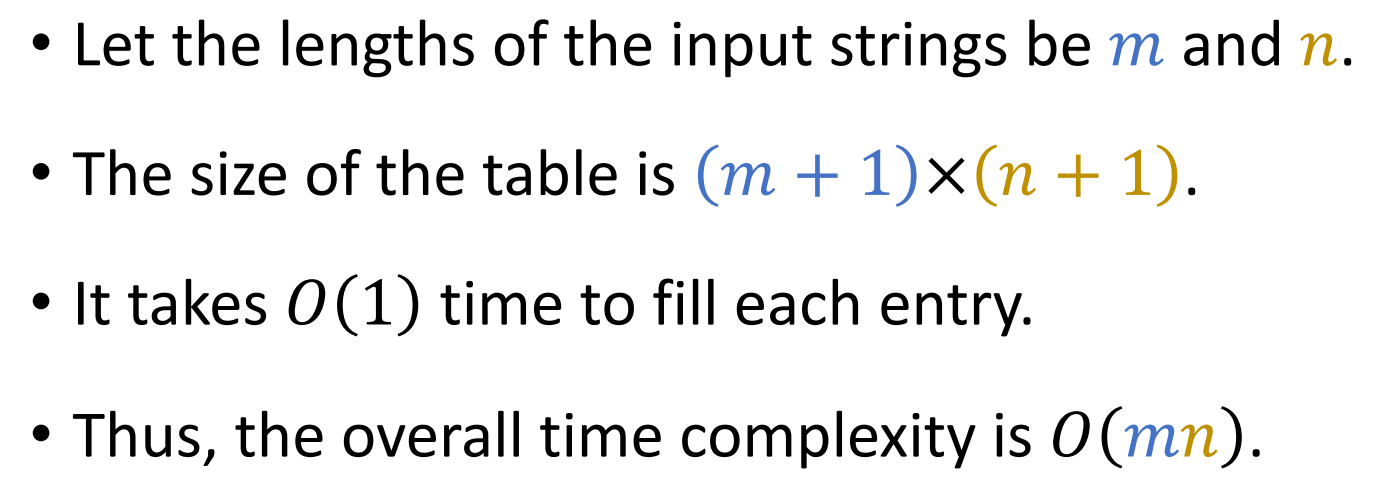 • Let the lengths of the input strings be m and n.
• The size of the table is (m + 1)×(n + 1).
• It takes O(1) time to fill each entry.
• Thus, the overall time complexity is O(mn).